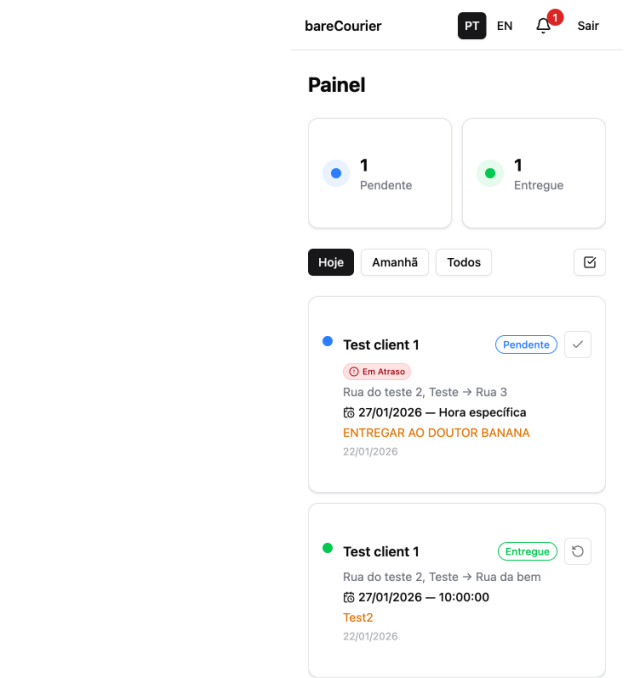 bareCourier PT EN 1 Sair
Painel
1
Pendente
1
Entregue
Hoje Amanhã Todos
Test client 1 Pendente
Em Atraso
Rua do teste 2, Teste → Rua 3
27/01/2026 — Hora específica
ENTREGAR AO DOUTOR BANANA
22/01/2026
Test client 1 Entregue
Rua do teste 2, Teste → Rua da bem
27/01/2026 — 10:00:00
Test2
22/01/2026